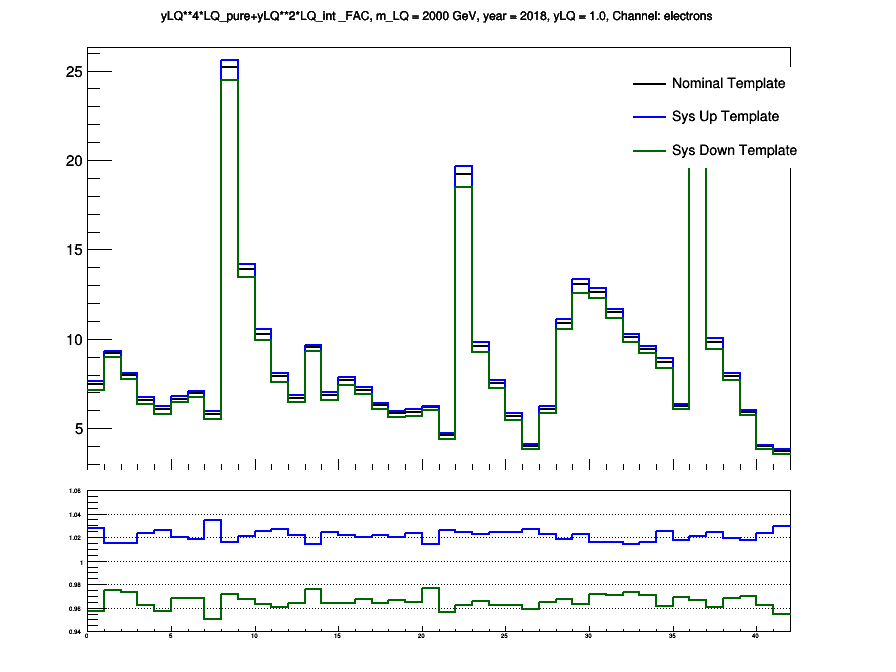 yLQ**4*LQ_pure+yLQ**2*LQ_int _FAC, m_LQ = 2000 GeV, year = 2018, yLQ = 1.0, Channel: electrons
25
20
15
10
5
Nominal Template
Sys Up Template
Sys Down Template
1.06
1.04
1.02
1
0.98
0.96
0.94
0 5 10 15 20 25 30 35 40